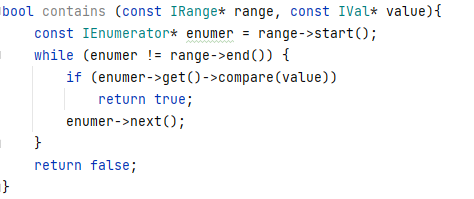 bool contains (const IRange* range, const IVal* value){
    const IEnumerator* enumer = range->start();
    while (enumer != range->end()) {
        if (enumer->get()->compare(value))
            return true;
        enumer->next();
    }
    return false;
}